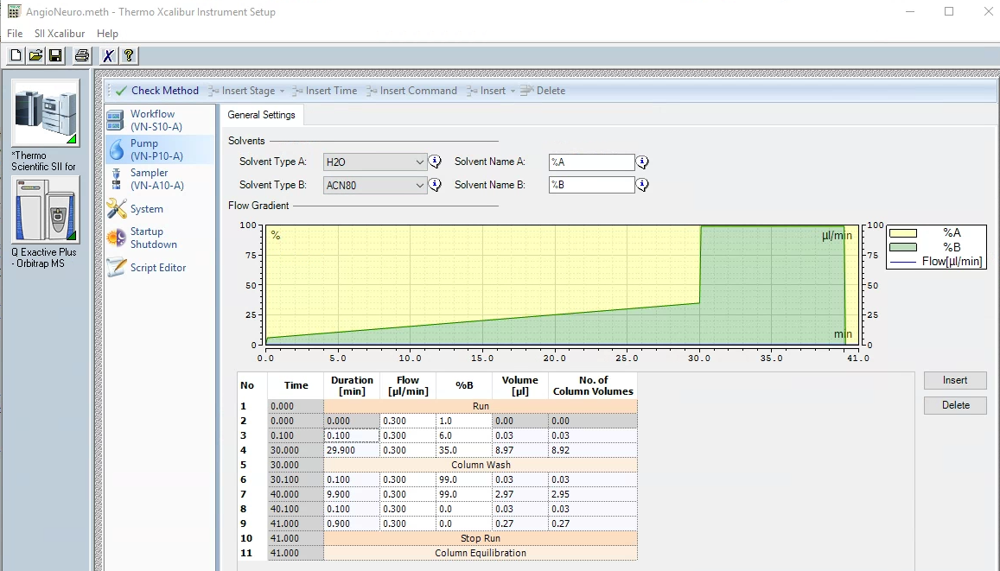 AngioNeuro.meth - Thermo Xcalibur Instrument Setup
File SII Xcalibur Help
Check Method Insert Stage Insert Time Insert Command Insert Delete
*Thermo
Scientific SII for
Q Exactive Plus
- Orbitrap MS
Workflow
(VN-S10-A)
Pump
(VN-P10-A)
Sampler
(VN-A10-A)
System
Startup
Shutdown
Script Editor
General Settings
Solvents
Solvent Type A: H2O Solvent Name A: %A
Solvent Type B: ACN80 Solvent Name B: %B
Flow Gradient
100 % µl/min 100
75 75
50 50
25 25
0 min 0
0.0 5.0 10.0 15.0 20.0 25.0 30.0 35.0 41.0
%A
%B
Flow[µl/min]
No Time Duration [min] Flow [µl/min] %B Volume [µl] No. of Column Volumes
1 0.000 Run
2 0.000 0.000 0.300 1.0 0.00 0.00
3 0.100 0.100 0.300 6.0 0.03 0.03
4 30.000 29.900 0.300 35.0 8.97 8.92
5 30.000 Column Wash
6 30.100 0.100 0.300 99.0 0.03 0.03
7 40.000 9.900 0.300 99.0 2.97 2.95
8 40.100 0.100 0.300 0.0 0.03 0.03
9 41.000 0.900 0.300 0.0 0.27 0.27
10 41.000 Stop Run
11 41.000 Column Equilibration
Insert
Delete